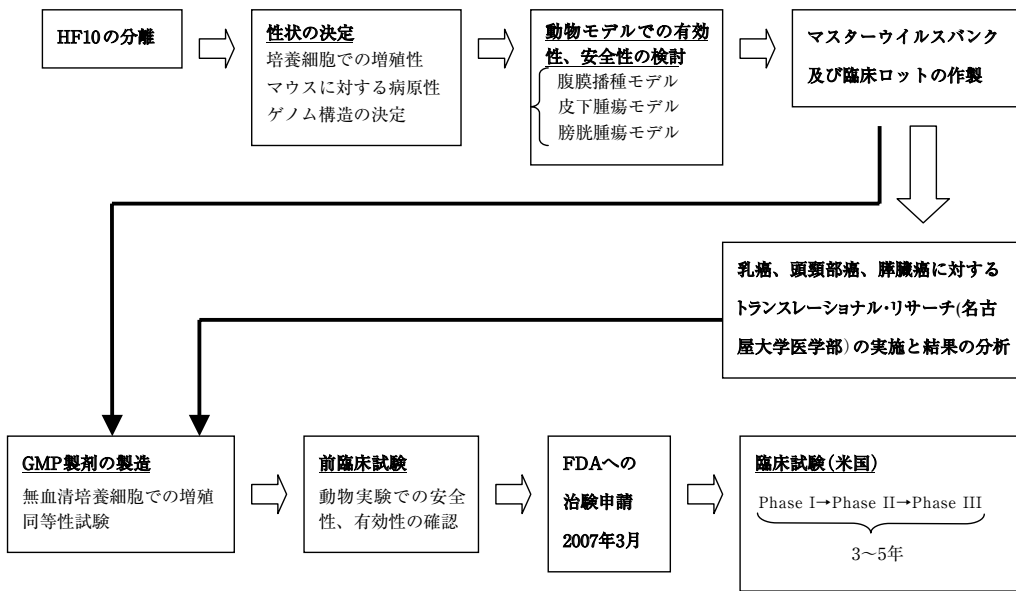 HF10の分離
性状の決定
培養細胞での増殖性
マウスに対する病原性
ゲノム構造の決定
動物モデルでの有効
性、安全性の検討
腹膜播種モデル
皮下腫瘍モデル
膀胱腫瘍モデル
マスターウイルスバンク
及び臨床ロットの作製
乳癌、頭頸部癌、膵臓癌に対する
トランスレーショナル・リサーチ(名古
屋大学医学部)の実施と結果の分析
GMP製剤の製造
無血清培養細胞での増殖
同等性試験
前臨床試験
動物実験での安全
性、有効性の確認
FDAへの
治験申請
2007年3月
臨床試験(米国)
Phase I→Phase II→Phase III
3〜5年